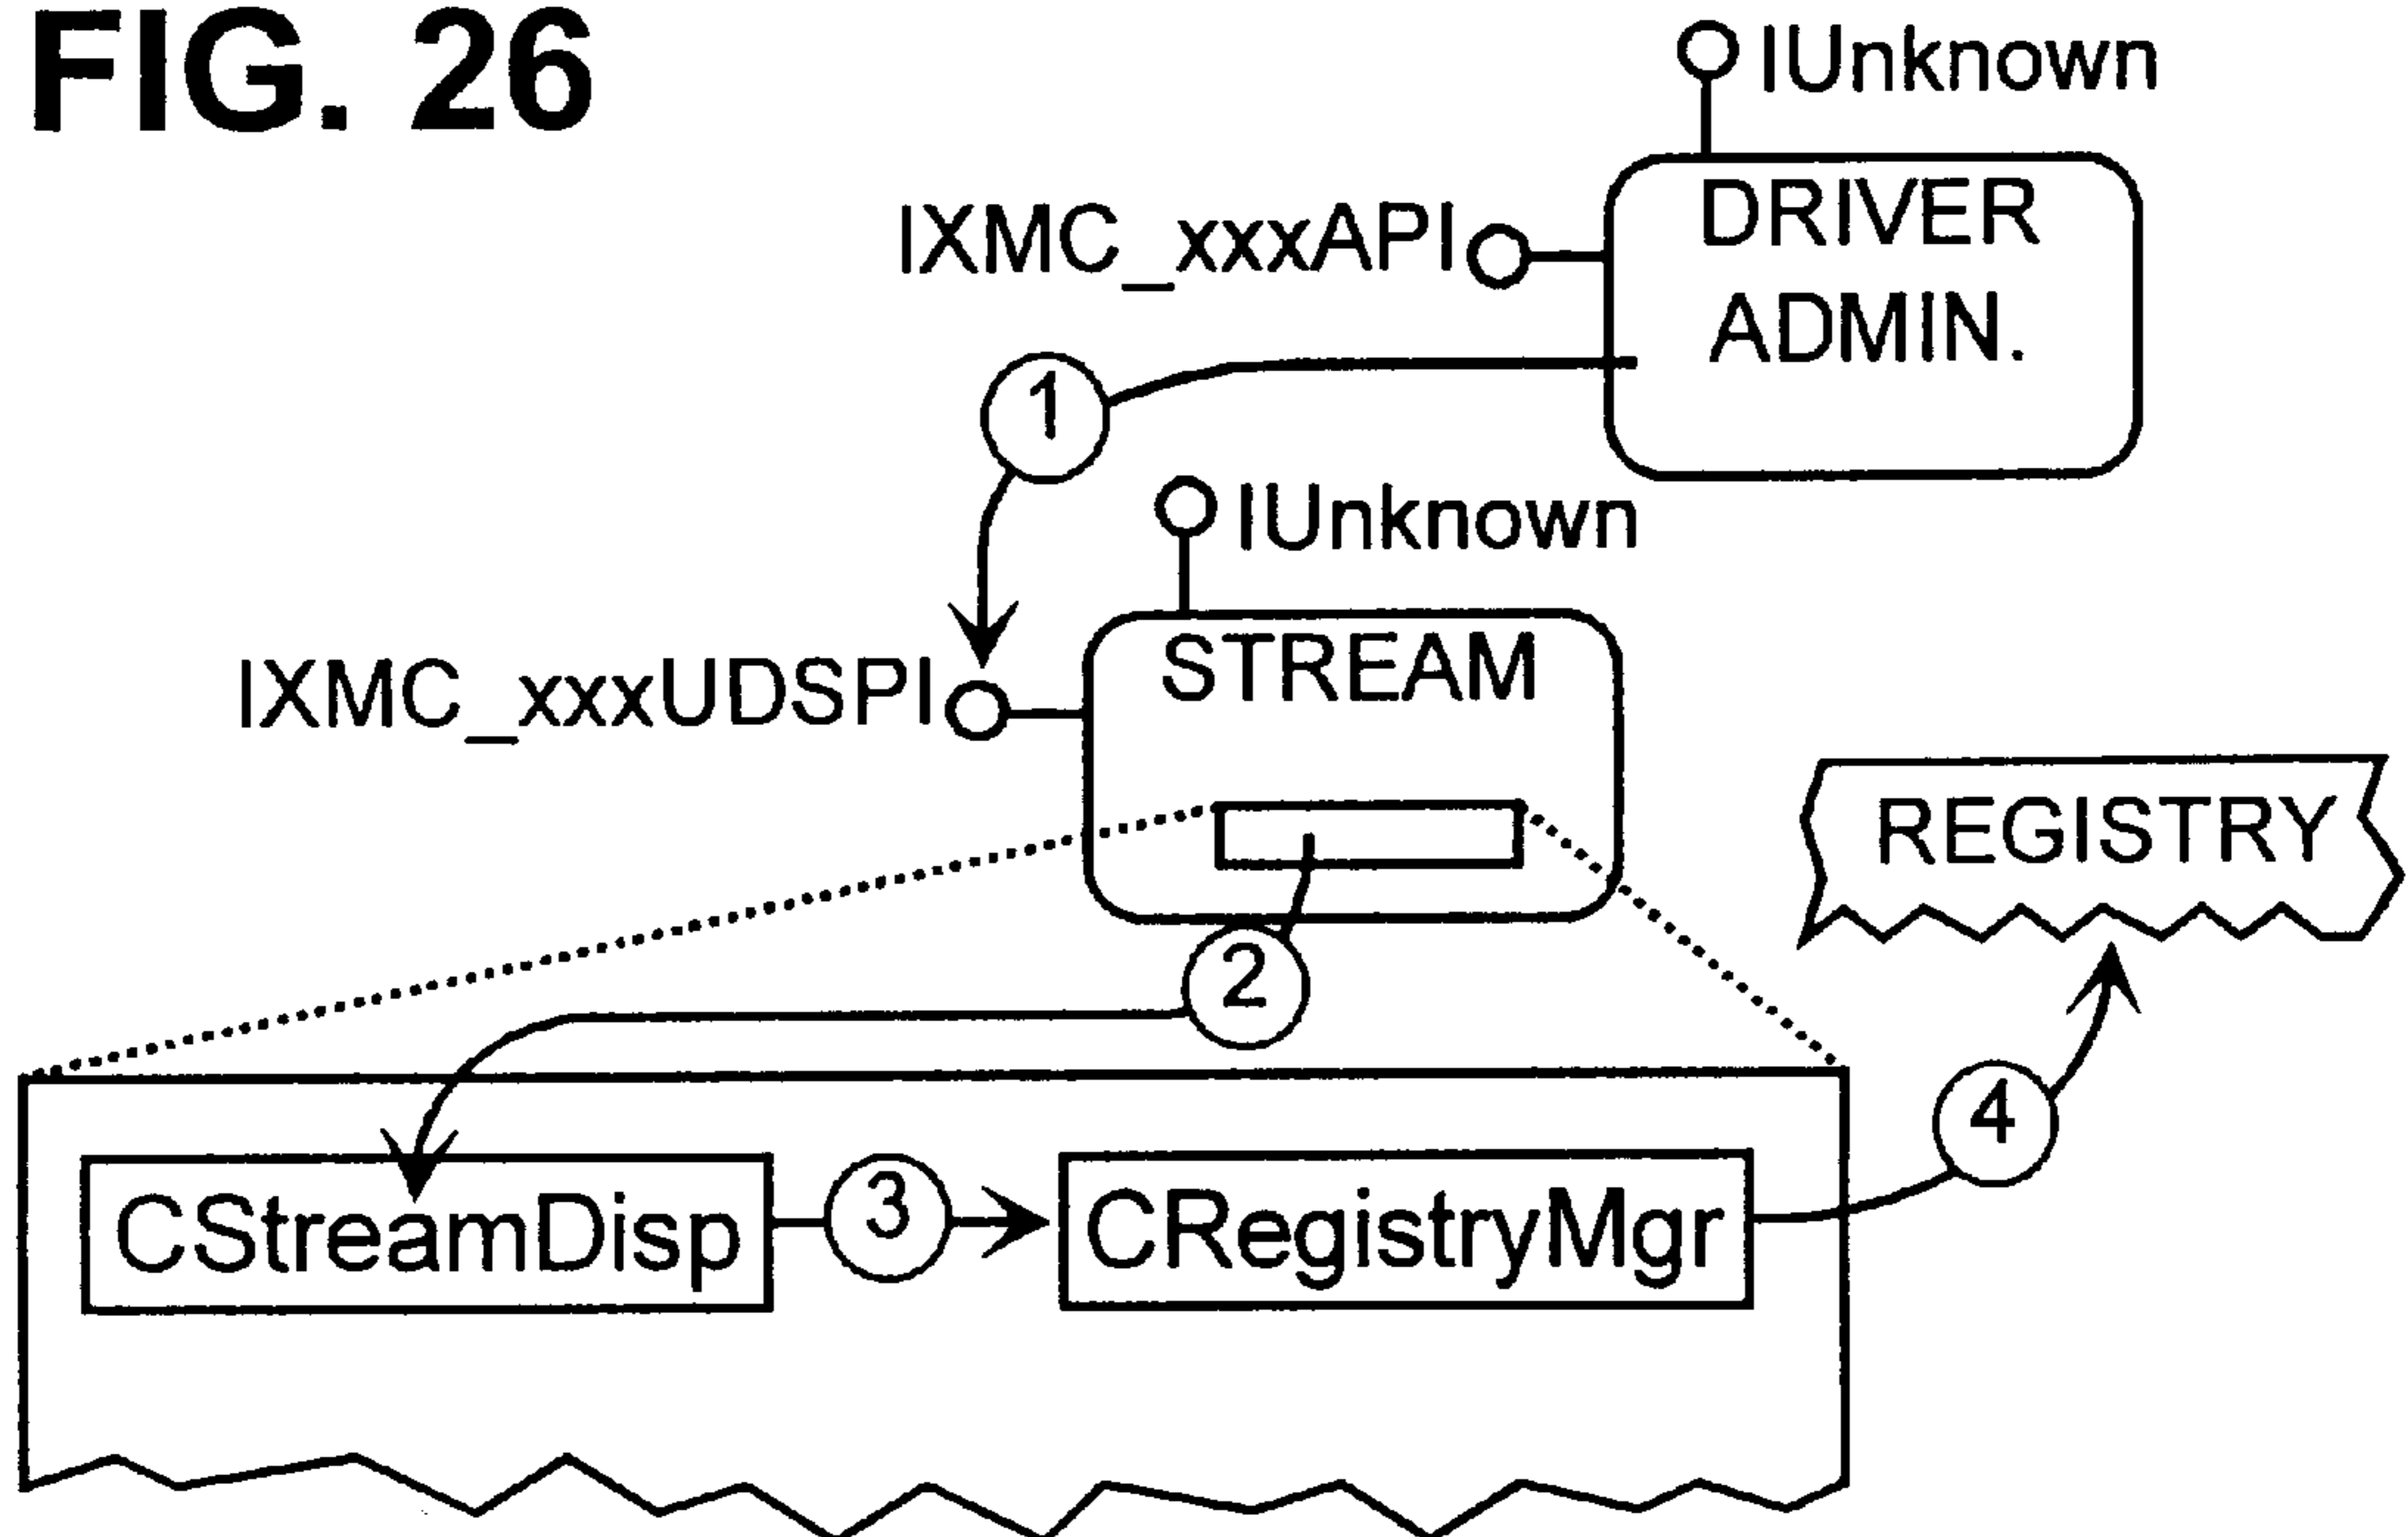 FIG. 26
IUnknown
IXMC_xxxAPI
DRIVER
ADMIN.
1
IUnknown
IXMC_xxxUDSPI
STREAM
REGISTRY
2
4
CStreamDisp
3
CRegistryMgr